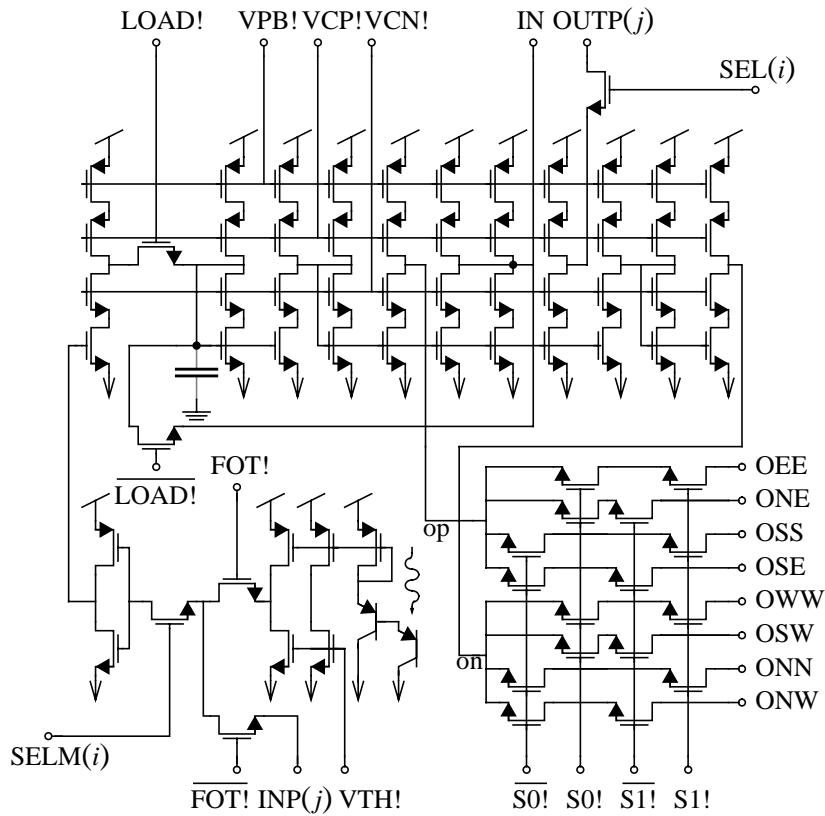 LOAD! VPB! VCP! VCN! IN OUTP(j)
SEL(i)
LOAD!
FOT!
op
OEE
ONE
OSS
OSE
OWW
OSW
on
ONN
ONW
SELM(i)
FOT! INP(j) VTH!
S0! S0! S1! S1!